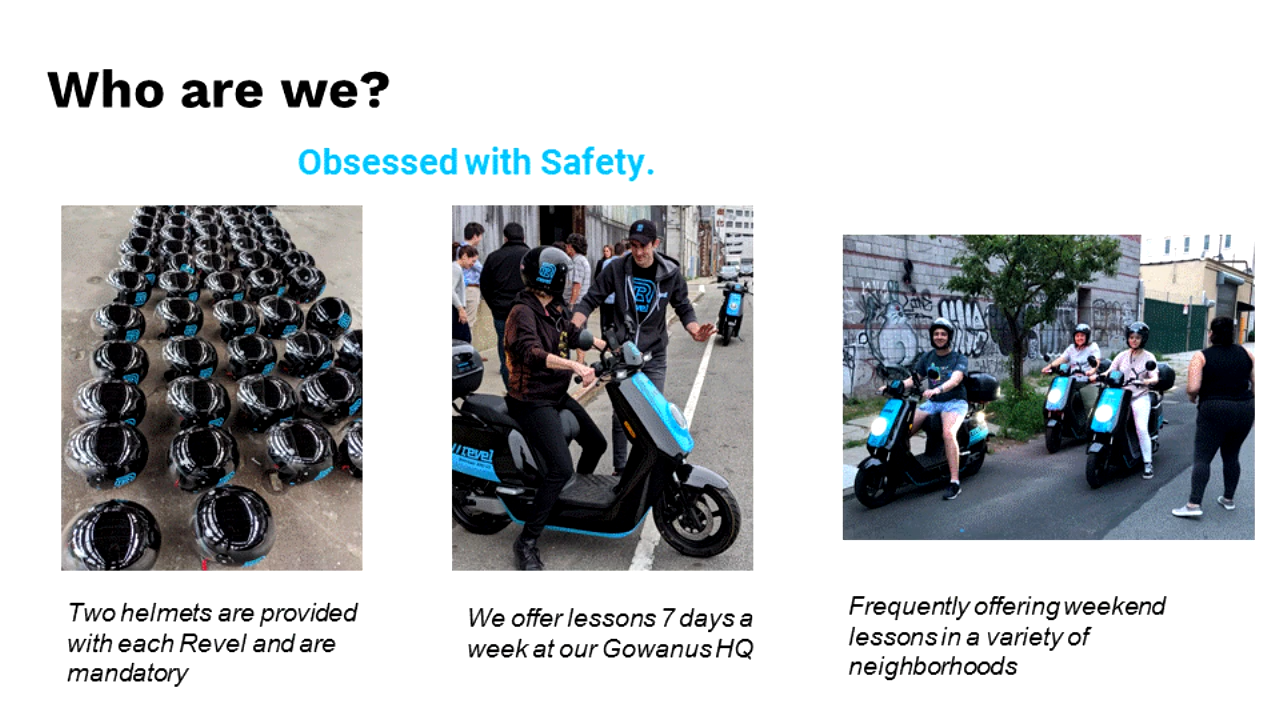 Who are we?
Obsessed with Safety.
revel
Two helmets are provided
with each Revel and are
mandatory
We offer lessons 7 days a
week at our Gowanus HQ
Frequently offering weekend
lessons in a variety of
neighborhoods